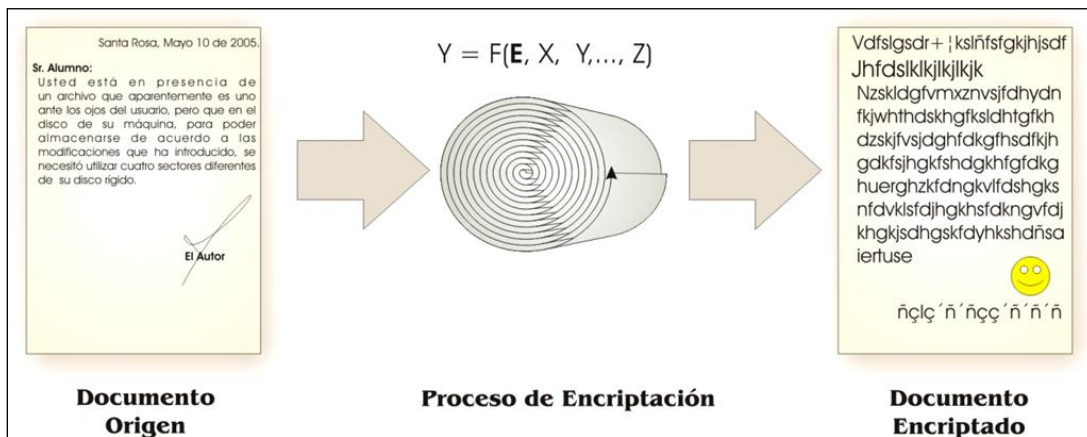 Santa Rosa, Mayo 10 de 2005.
Sr. Alumno:
Usted está en presencia de
un archivo que aparentemente es uno
ante los ojos del usuario, pero que en el
disco de su máquina, para poder
almacenarse de acuerdo a las
modificaciones que ha introducido, se
necesitó utilizar cuatro sectores diferentes
de su disco rígido.
El Autor
Documento
Origen
Y = F(E, X, Y,..., Z)
Proceso de Encriptación
Vdfslgsdr+¦kslñfsfgkjhjsdf
Jhfdslklkjlkjlkjk
Nzskldgfvmxznvsjfdhydn
fkjwhthdskhgfksldhtgfkh
dzskjfvsjdghfdkgfhsdfkjh
gdkfsjhgkfshdgkhfgfdkg
huerghzkfdngkvlfdshgks
nfdvklsfdjhgkhsfdkngvfdj
khgkjsdhgskfdyhkshdñsa
iertuse
ñçlç´ñ´ñçç´ñ´ñ´ñ
Documento
Encriptado